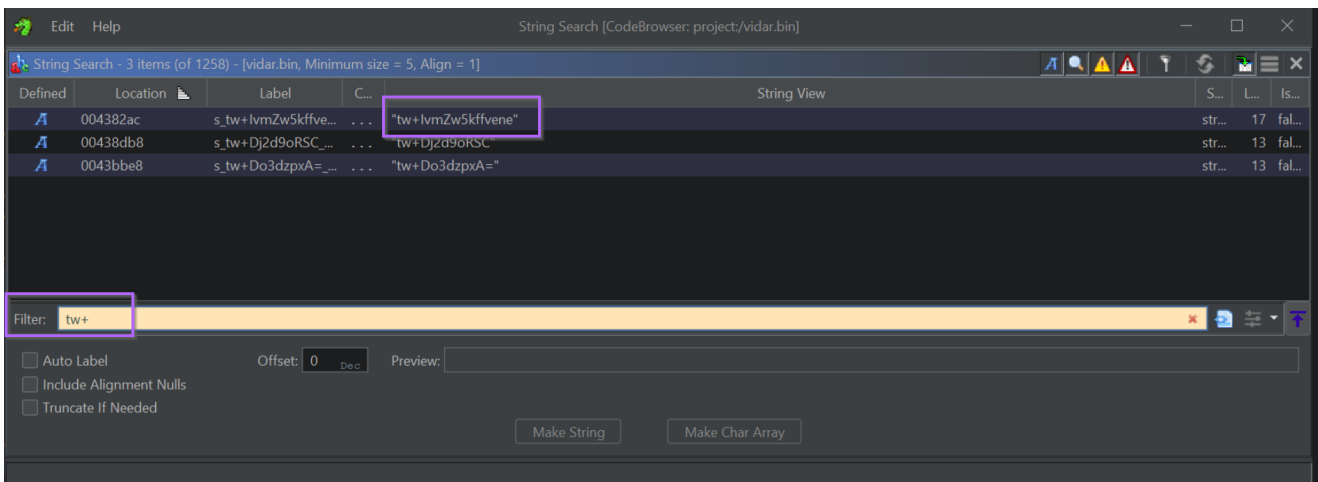 Edit Help String Search [CodeBrowser: project:/vidar.bin]
String Search - 3 items (of 1258) - [vidar.bin, Minimum size = 5, Align = 1]
Defined Location Label C... String View S... L... Is...
A 004382ac s_tw+IvmZw5kffve... ... "tw+IvmZw5kffvene" str... 17 fal...
A 00438db8 s_tw+Dj2d9oRSC_... ... "tw+Dj2d9oRSC" str... 13 fal...
A 0043bbe8 s_tw+Do3dzpxA=_... ... "tw+Do3dzpxA=" str... 13 fal...
Filter: tw+
Auto Label Offset: 0 Dec Preview:
Include Alignment Nulls
Truncate If Needed
Make String Make Char Array